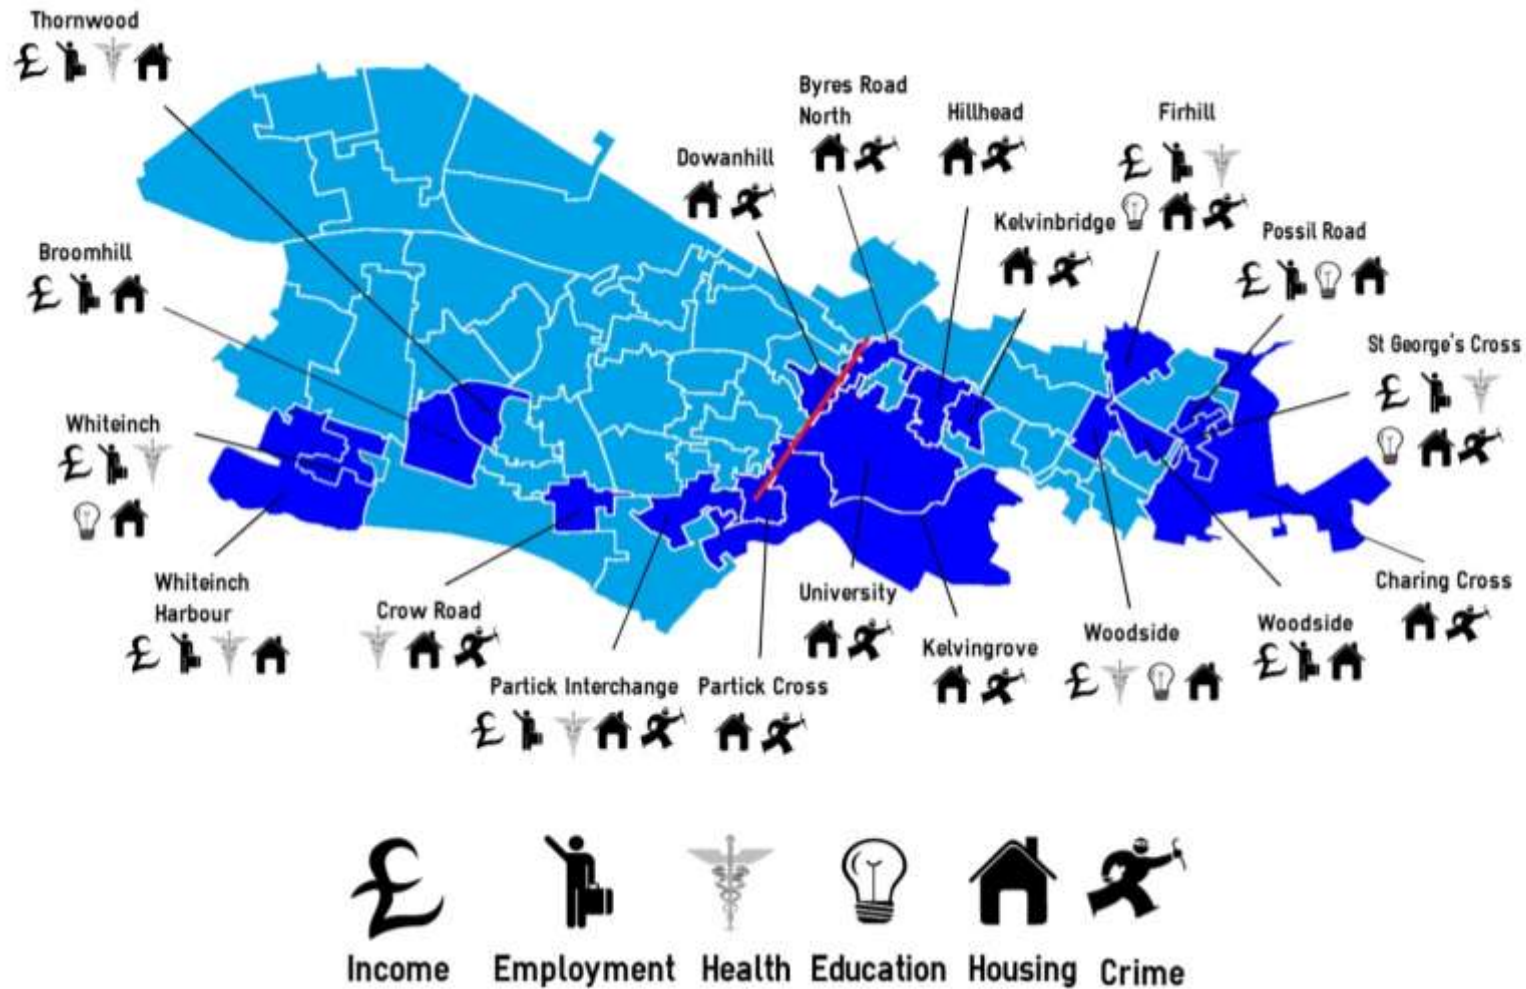 Thornwood
Byres Road
North
Hillhead
Firhill
Dowanhill
Kelvinbridge
Possil Road
Broomhill
St George's Cross
Whiteinch
Whiteinch
Harbour
Crow Road
University
Charing Cross
Woodside
Woodside
Kelvingrove
Partick Interchange
Partick Cross
£ £ £ £ £ £ £ £ £ £
£
Income
Employment
Health
Education
Housing
Crime